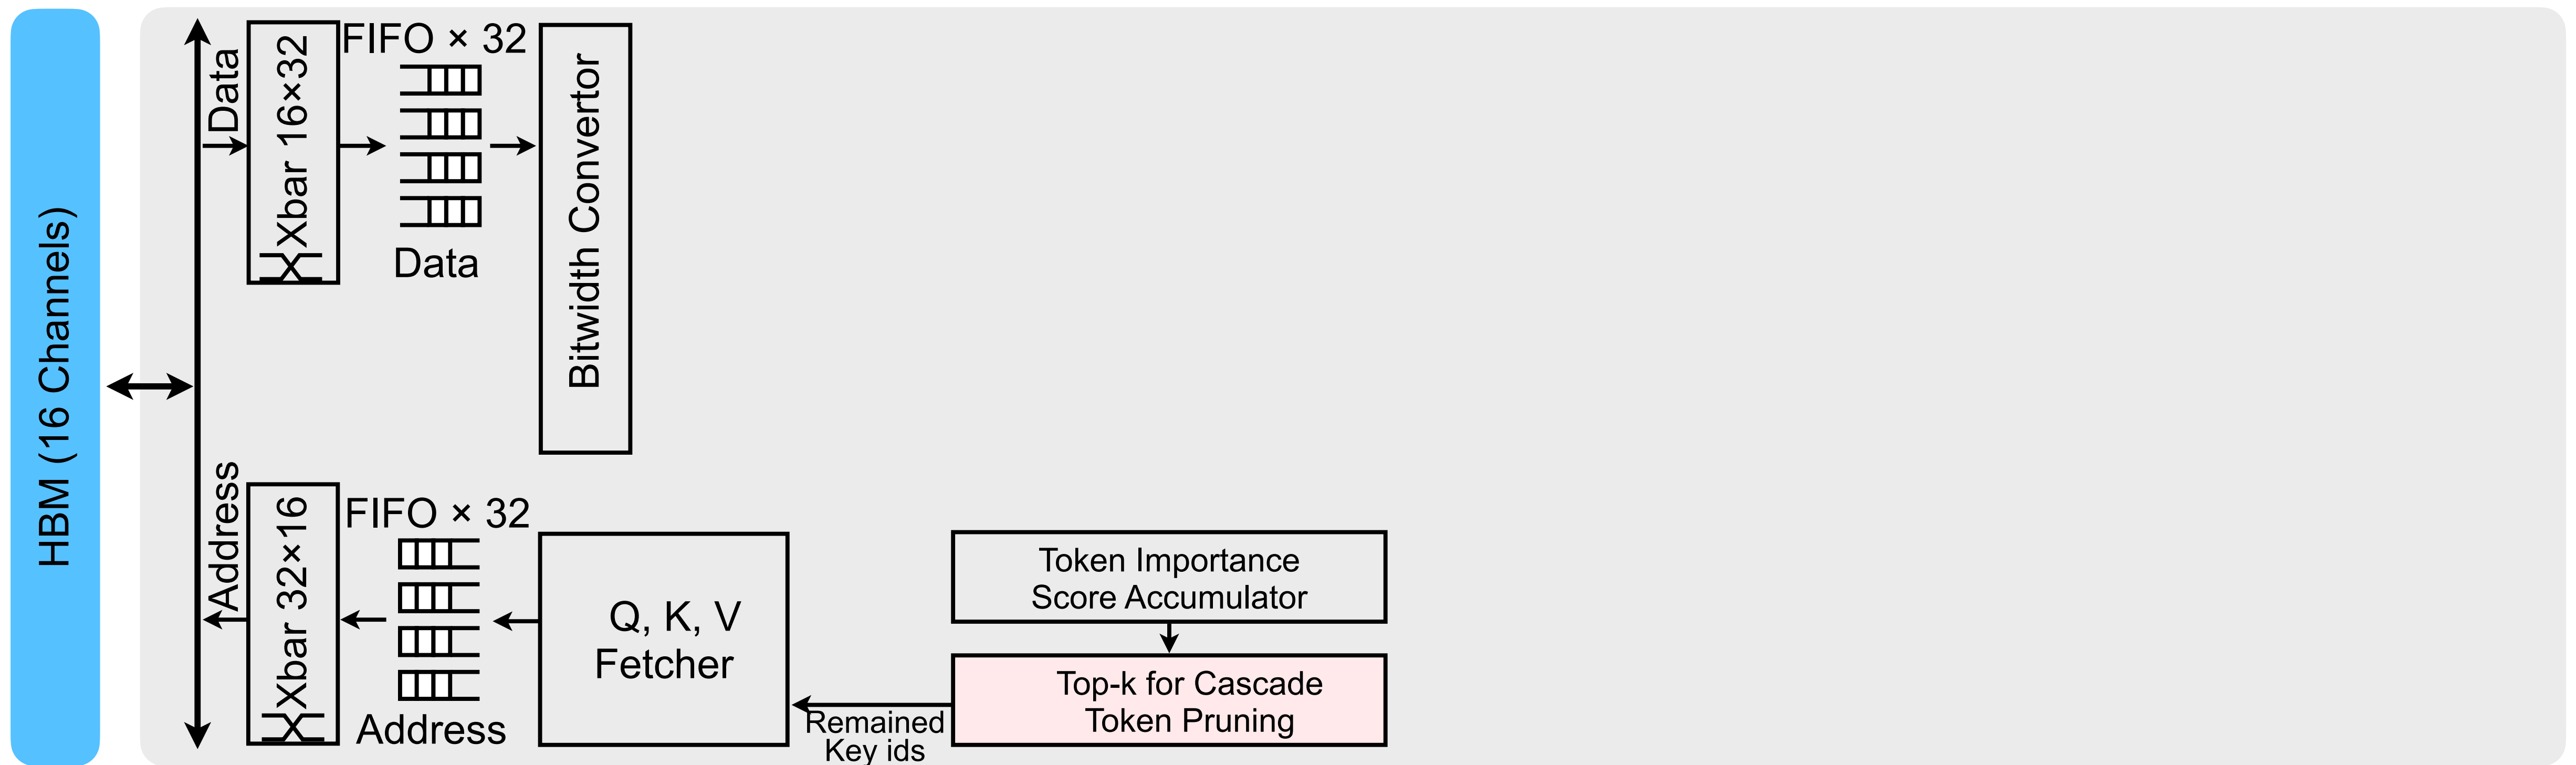 HBM (16 Channels)
Data
Xbar 16×32
FIFO × 32
Data
Bitwidth Convertor
Address
Xbar 32×16
FIFO × 32
Address
Q, K, V
Fetcher
Remained
Key ids
Token Importance
Score Accumulator
Top-k for Cascade
Token Pruning